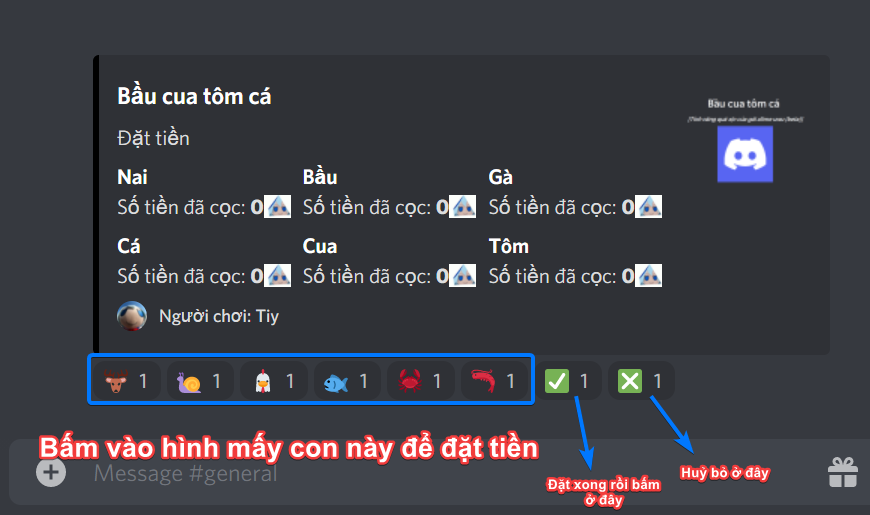 Bầu cua tôm cá
Bầu cua tôm cá
Đặt tiền
Nai Bầu Gà
Số tiền đã cọc: 0 Số tiền đã cọc: 0 Số tiền đã cọc: 0
Cá Cua Tôm
Số tiền đã cọc: 0 Số tiền đã cọc: 0 Số tiền đã cọc: 0
Người chơi: Tiy
1 1 1 1 1 1 1 1
Bấm vào hình mấy con này để đặt tiền
Message #general
Đặt xong rồi bấm
ở đây
Huỷ bỏ ở đây